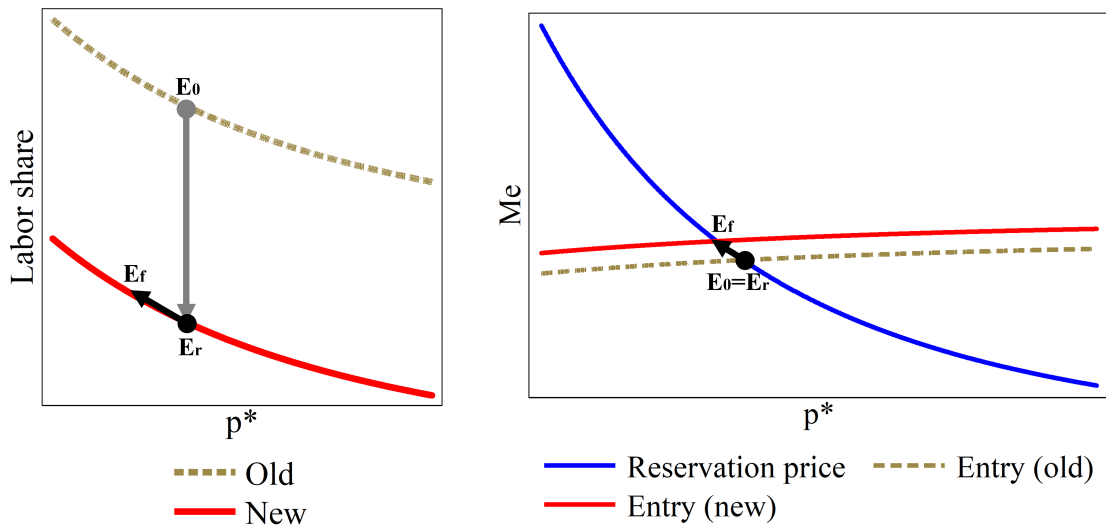 Labor share
E0
Ef
Er
p*
Old
New
Me
Ef
E0=Er
p*
Reservation price
Entry (old)
Entry (new)